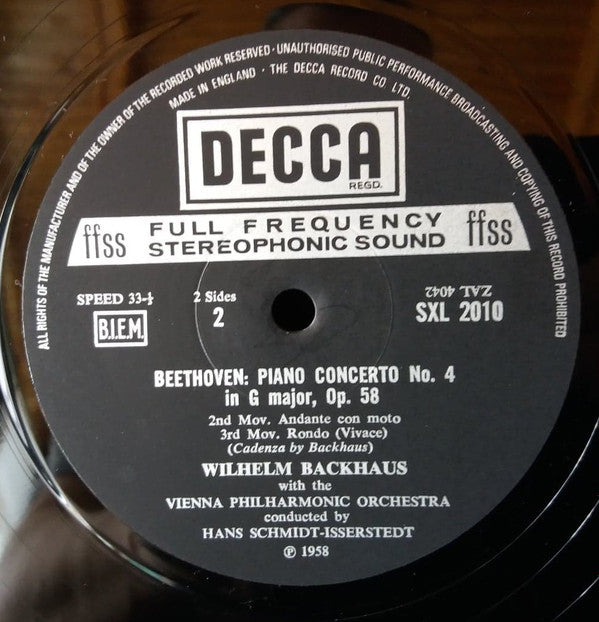 ALL RIGHTS OF THE MANUFACTURER AND OF THE OWNER OF THE RECORDED WORK RESERVED · UNAUTHORISED PUBLIC PERFORMANCE BROADCASTING AND COPYING OF THIS RECORD PROHIBITED
MADE IN ENGLAND · THE DECCA RECORD CO LTD.
DECCA
REGD.
ffss FULL FREQUENCY ffss
STEREOPHONIC SOUND
SPEED 33-⅓
2 Sides
2
ZAL 4042
SXL 2010
B.I.E.M.
BEETHOVEN: PIANO CONCERTO No. 4
in G major, Op. 58
2nd Mov. Andante con moto
3rd Mov. Rondo (Vivace)
(Cadenza by Backhaus)
WILHELM BACKHAUS
with the
VIENNA PHILHARMONIC ORCHESTRA
conducted by
HANS SCHMIDT-ISSERSTEDT
℗ 1958